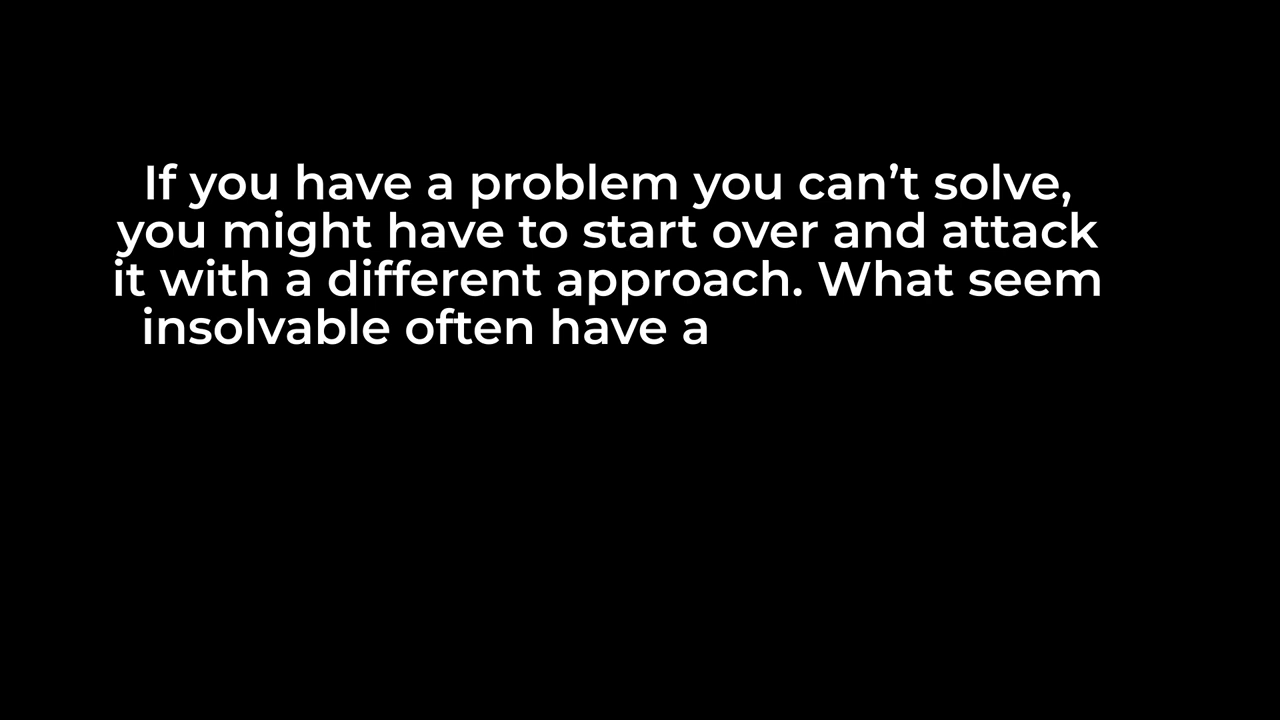 If you have a problem you can’t solve,
you might have to start over and attack
it with a different approach. What seem
insolvable often have a